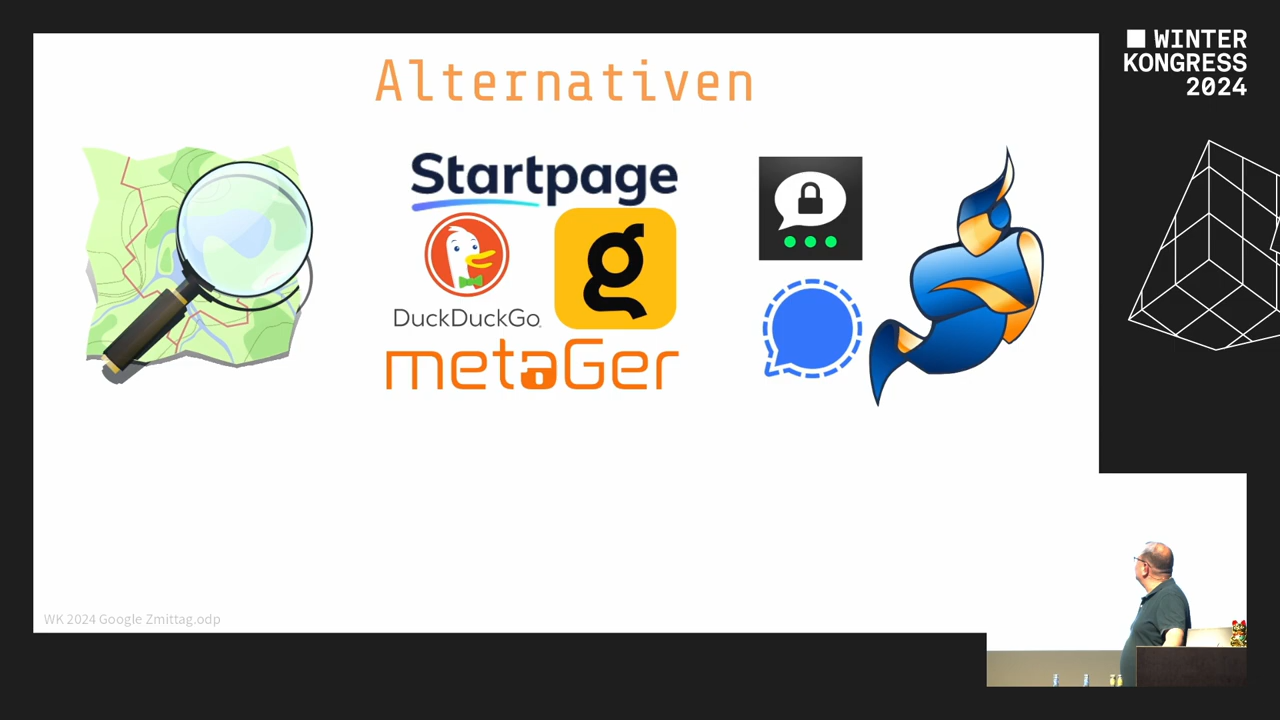 WINTER
KONGRESS
2024
Alternativen
Startpage
g
DuckDuckGo.
metaGer
WK 2024 Google Zmittag.odp